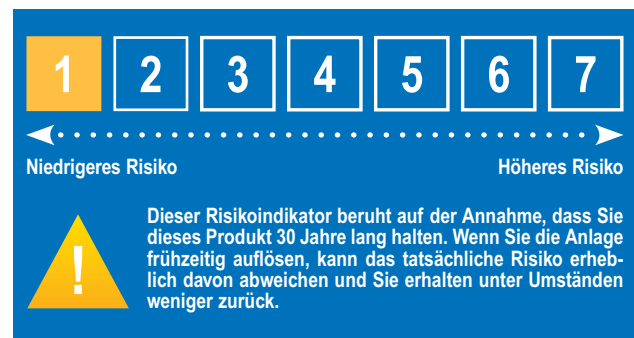 1 2 3 4 5 6 7
Niedrigeres Risiko Höheres Risiko
!
Dieser Risikoindikator beruht auf der Annahme, dass Sie
dieses Produkt 30 Jahre lang halten. Wenn Sie die Anlage
frühzeitig auflösen, kann das tatsächliche Risiko erheb-
lich davon abweichen und Sie erhalten unter Umständen
weniger zurück.